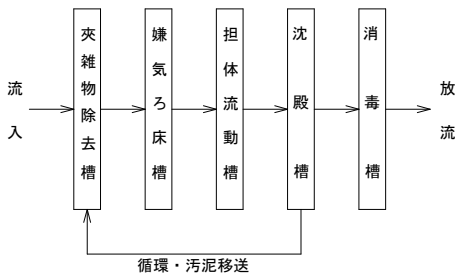 流入
夾雑物除去槽
嫌気ろ床槽
担体流動槽
沈殿槽
消毒槽
放流
循環・汚泥移送